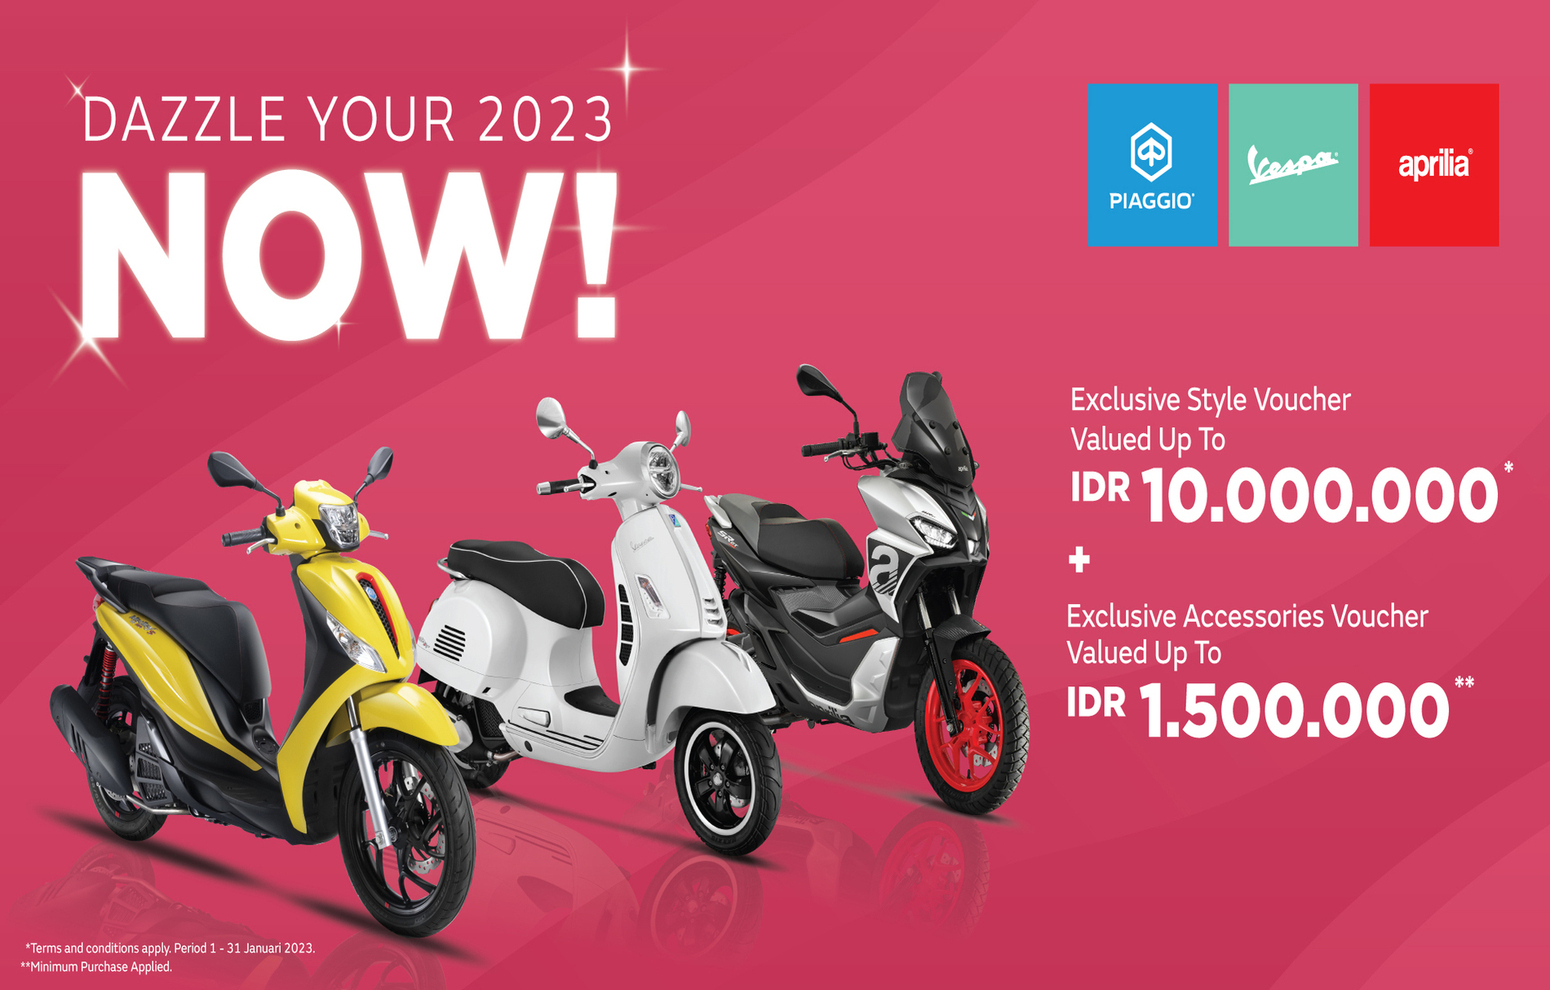 DAZZLE YOUR 2023
NOW!
PIAGGIO
Vespa
aprilia
Exclusive Style Voucher
Valued Up To
IDR 10.000.000*
+
Exclusive Accessories Voucher
Valued Up To
IDR 1.500.000**
*Terms and conditions apply. Period 1 - 31 Januari 2023.
**Minimum Purchase Applied.